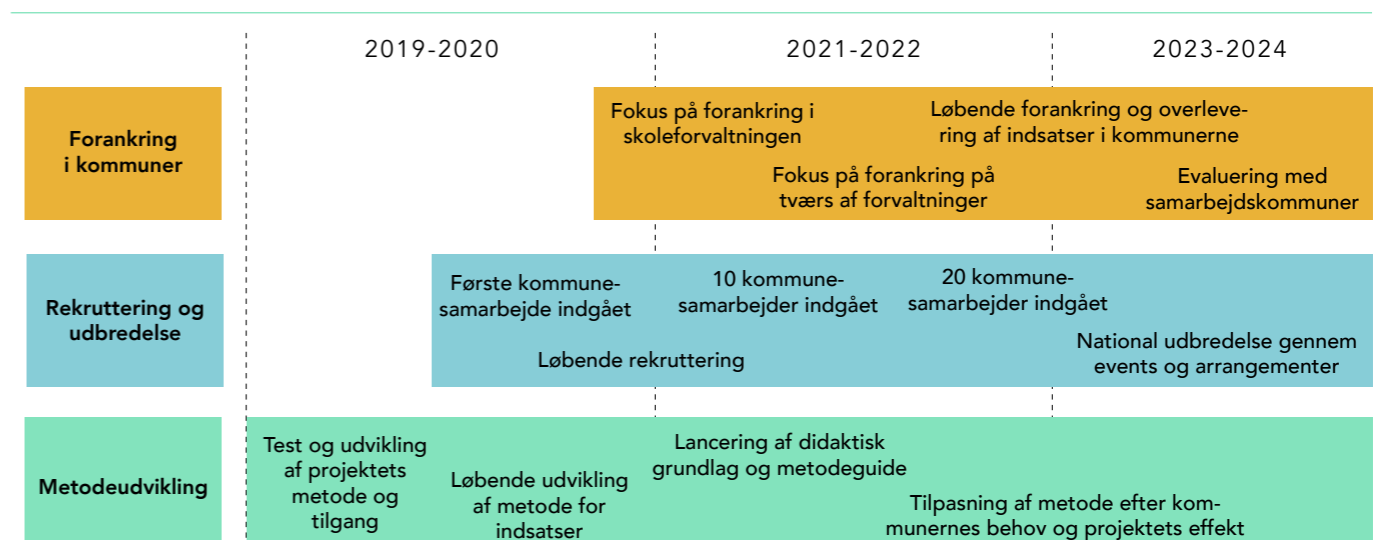 2019-2020
2021-2022
2023-2024
Forankring
i kommuner
Fokus på forankring i
skoleforvaltningen
Fokus på forankring på
tværs af forvaltninger
Løbende forankring og overleve-
ring af indsatser i kommunerne
Evaluering med
samarbejdskommuner
Rekruttering og
udbredelse
Første kommune-
samarbejde indgået
Løbende rekruttering
10 kommune-
samarbejder indgået
20 kommune-
samarbejder indgået
National udbredelse gennem
events og arrangementer
Metodeudvikling
Test og udvikling
af projektets
metode og
tilgang
Løbende udvikling
af metode for
indsatser
Lancering af didaktisk
grundlag og metodeguide
Tilpasning af metode efter kom-
munernes behov og projektets effekt